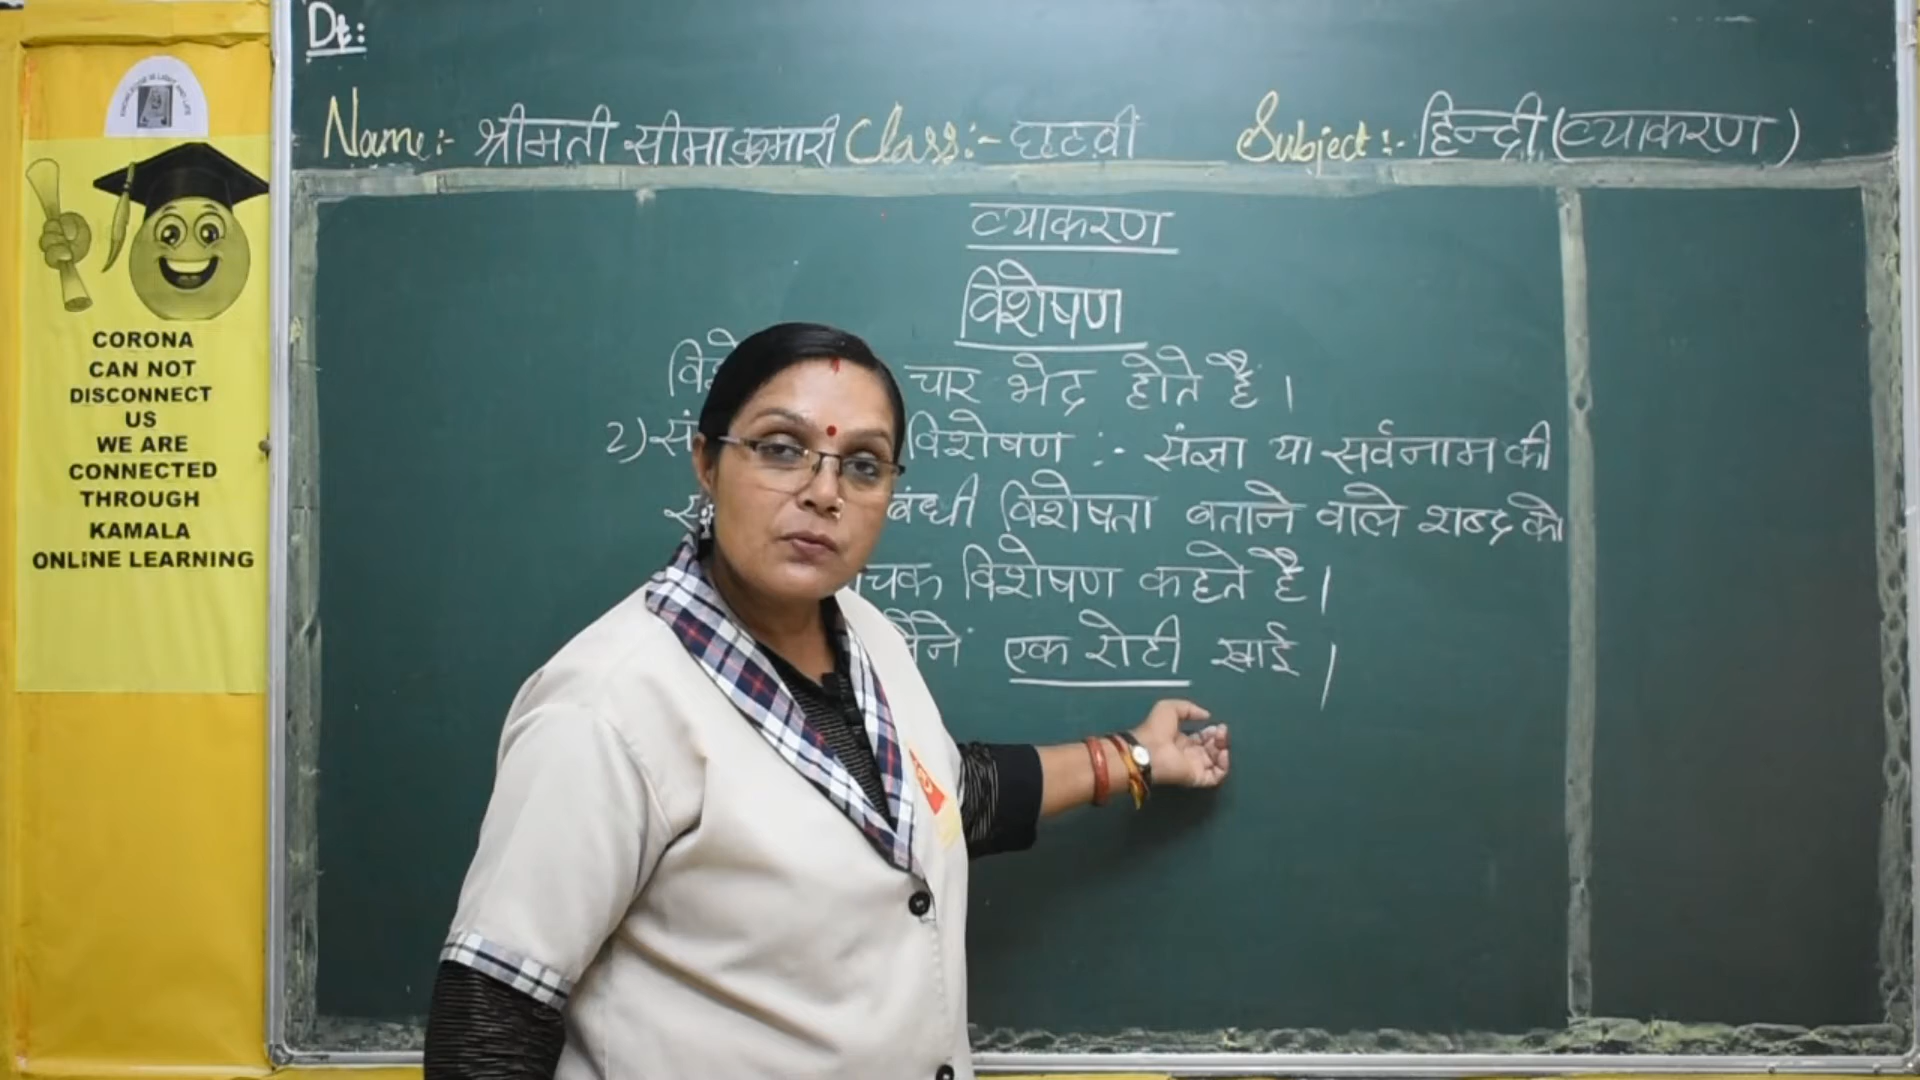 Dt:
Name:- श्रीमती सीमा कुमारी Class:- छटवीं Subject:- हिन्दी (व्याकरण)
व्याकरण
विशेषण
चार भेद होते हैं।
2) विशेषण :- संज्ञा या सर्वनाम की
विशेषता बताने वाले शब्द को
विशेषण कहते है।
एक रोटी खाई।
CORONA
CAN NOT
DISCONNECT
US
WE ARE
CONNECTED
THROUGH
KAMALA
ONLINE LEARNING